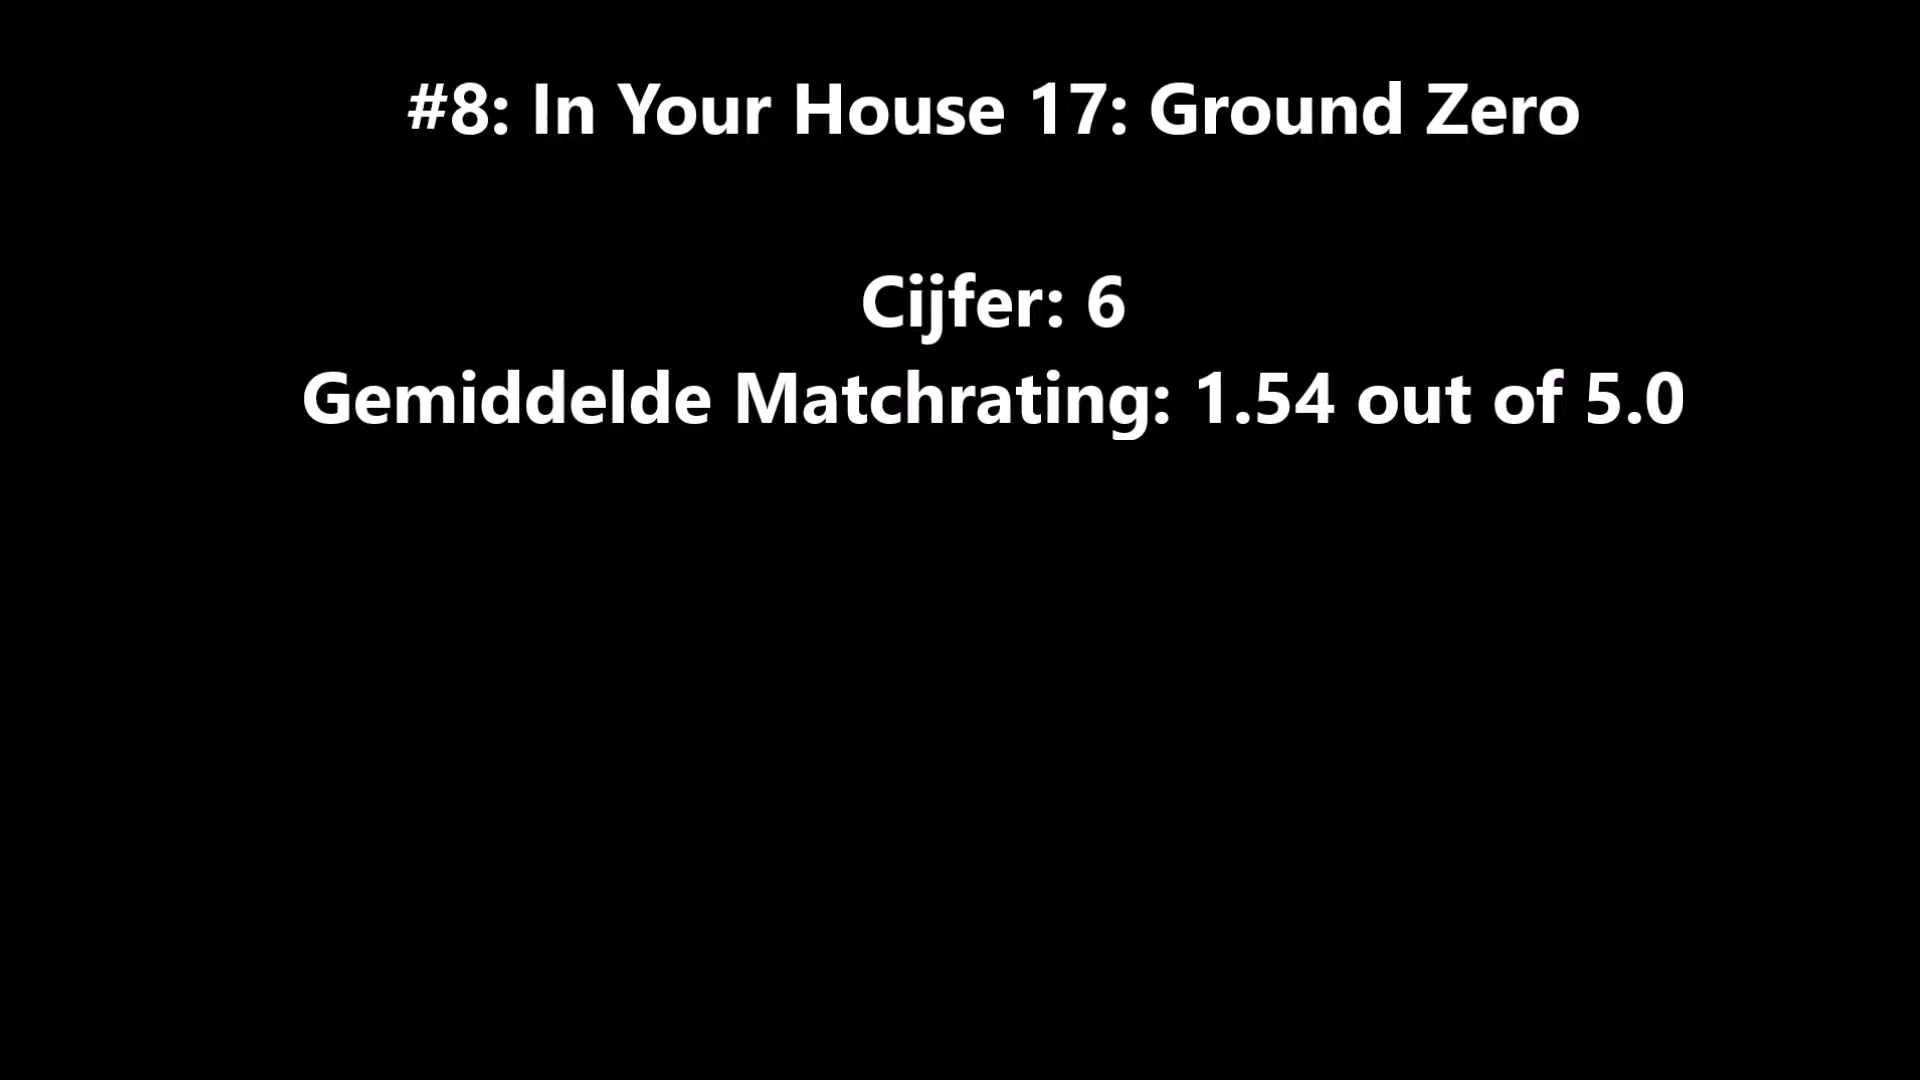 #8: In Your House 17: Ground Zero
Cijfer: 6
Gemiddelde Matchrating: 1.54 out of 5.0